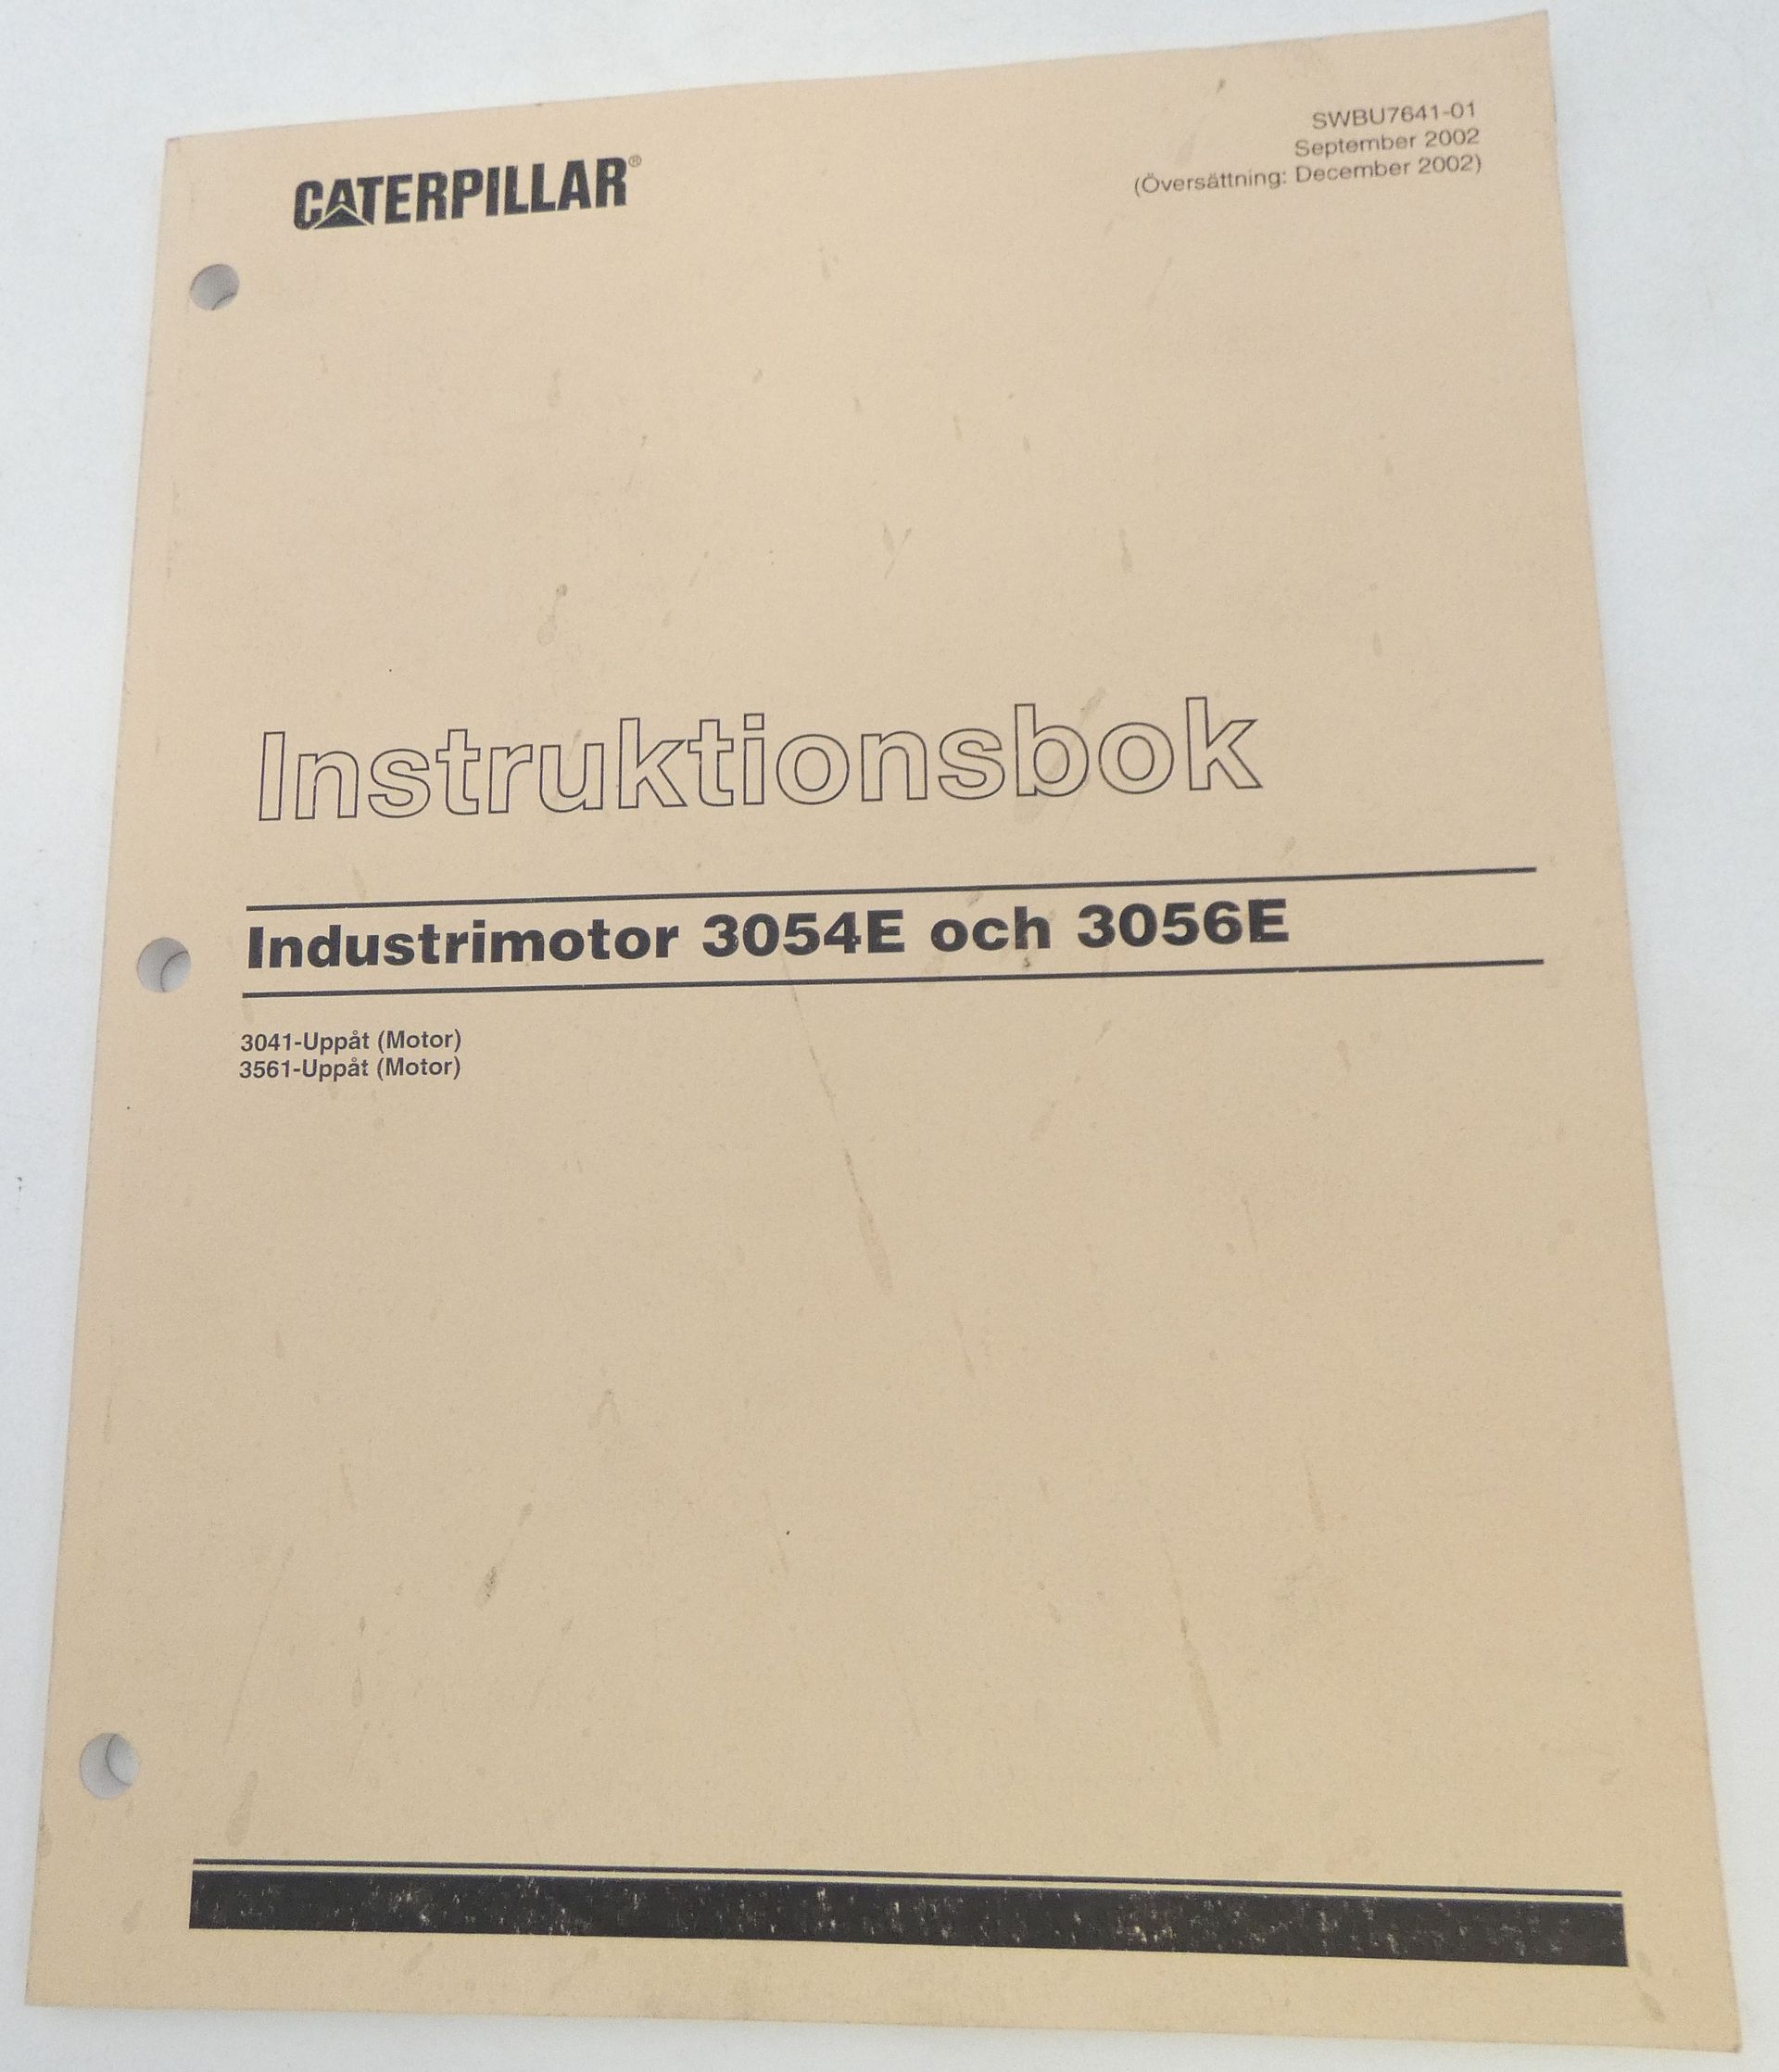 CATERPILLAR®
SWBU7641-01
September 2002
(Översättning: December 2002)
Instruktionsbok
Industrimotor 3054E och 3056E
3041-Uppåt (Motor)
3561-Uppåt (Motor)